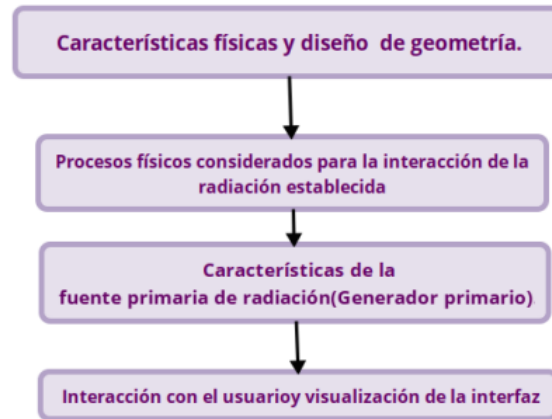 Características físicas y diseño de geometría.
Procesos físicos considerados para la interacción de la
radiación establecida
Características de la
fuente primaria de radiación(Generador primario).
Interacción con el usuarioy visualización de la interfaz